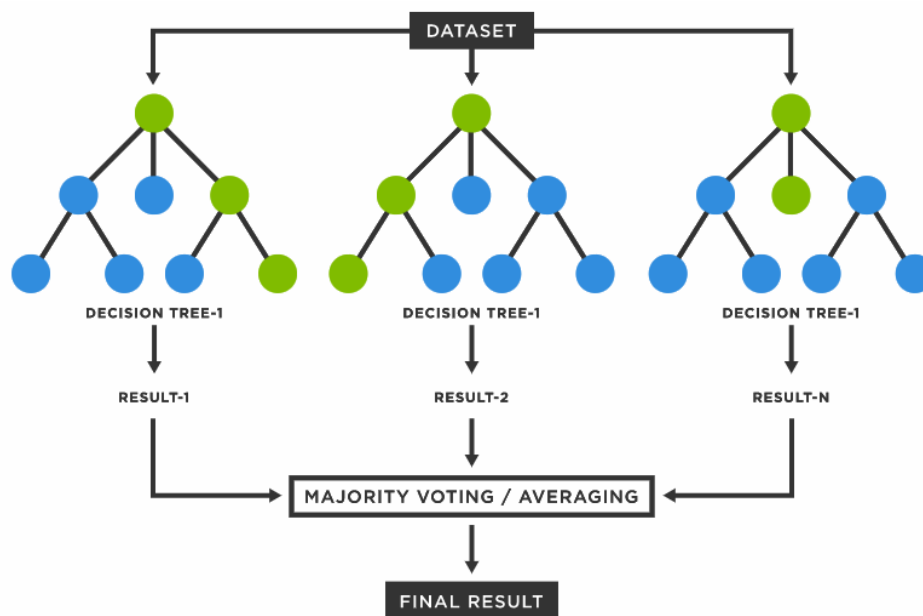 DATASET
DECISION TREE-1
DECISION TREE-1
DECISION TREE-1
RESULT-1
RESULT-2
RESULT-N
MAJORITY VOTING / AVERAGING
FINAL RESULT